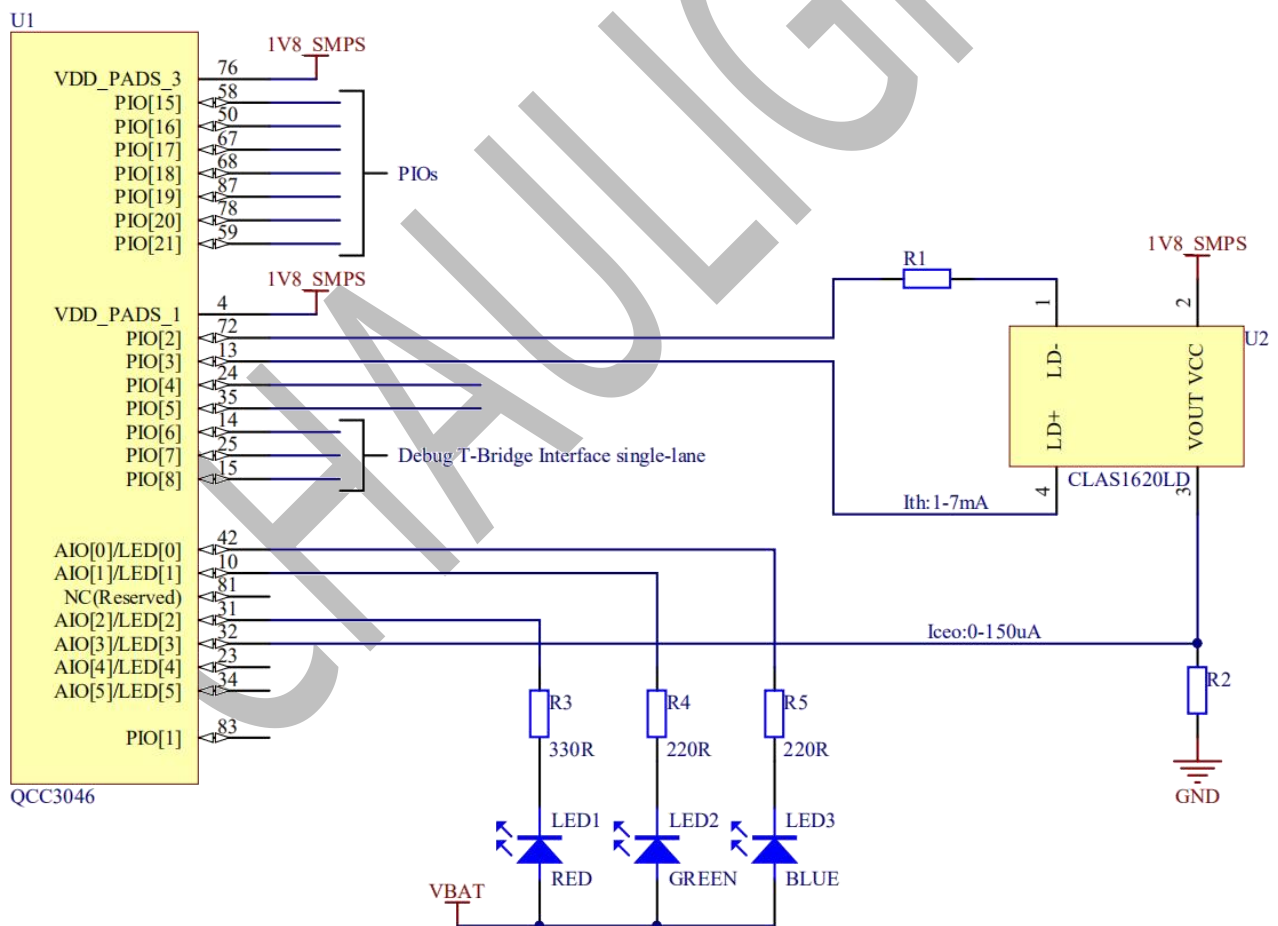 U1
1V8_SMPS
VDD_PADS_3 76
PIO[15] 58
PIO[16] 50
PIO[17] 67
PIO[18] 68
PIOs
PIO[19] 87
PIO[20] 78
PIO[21] 59
1V8_SMPS
R1
1V8_SMPS
VDD_PADS_1 4
PIO[2] 72
PIO[3] 13
PIO[4] 24
PIO[5] 35
PIO[6] 14
PIO[7] 25
Debug T-Bridge Interface single-lane
PIO[8] 15
1
2
U2
LD-
LD+
VOUT VCC
CLAS1620LD
4
3
Ith:1-7mA
AIO[0]/LED[0] 42
AIO[1]/LED[1] 10
NC(Reserved) 81
AIO[2]/LED[2] 31
AIO[3]/LED[3] 32
AIO[4]/LED[4] 23
AIO[5]/LED[5] 34
PIO[1] 83
Iceo:0-150uA
R2
GND
QCC3046
R3
330R
R4
220R
R5
220R
LED1
RED
LED2
GREEN
LED3
BLUE
VBAT